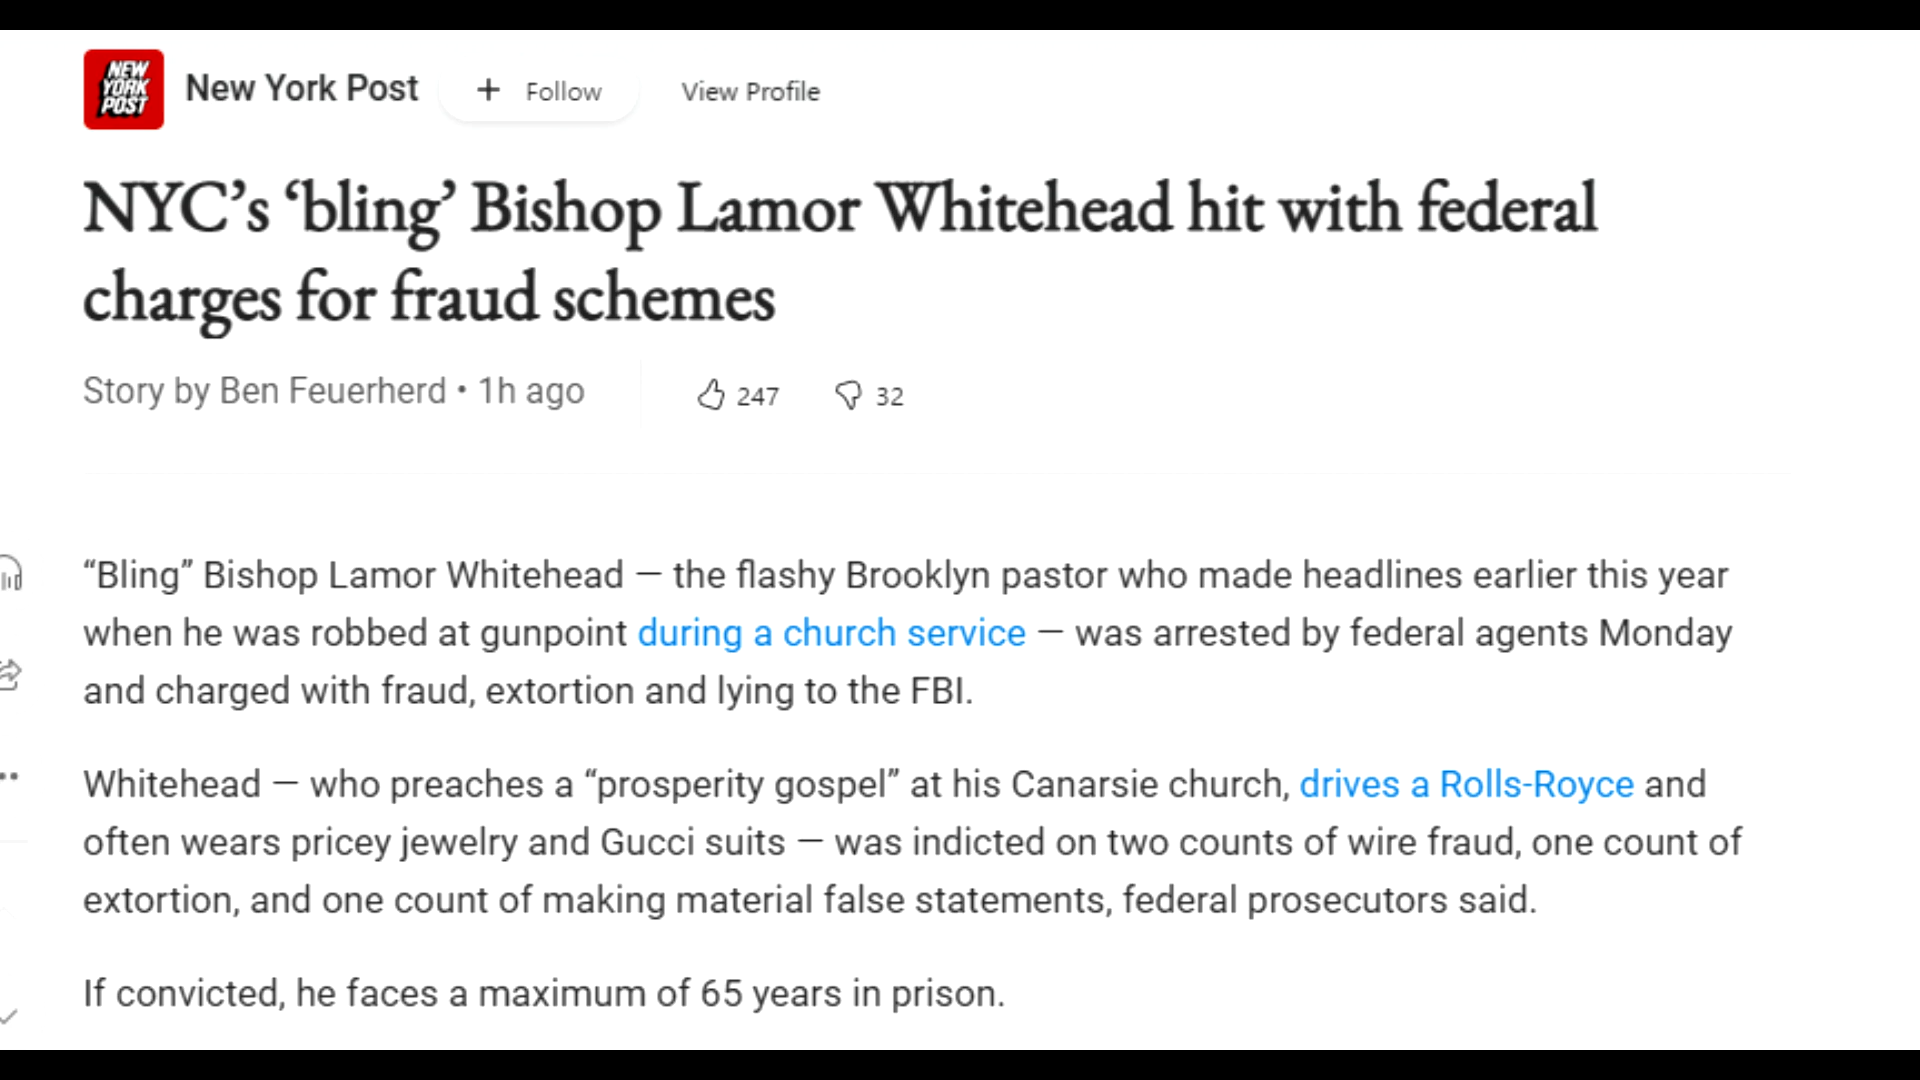 NEW
YORK
POST
New York Post
+ Follow
View Profile
NYC’s ‘bling’ Bishop Lamor Whitehead hit with federal
charges for fraud schemes
Story by Ben Feuerherd • 1h ago
247
32
“Bling” Bishop Lamor Whitehead — the flashy Brooklyn pastor who made headlines earlier this year
when he was robbed at gunpoint during a church service — was arrested by federal agents Monday
and charged with fraud, extortion and lying to the FBI.
Whitehead — who preaches a “prosperity gospel” at his Canarsie church, drives a Rolls-Royce and
often wears pricey jewelry and Gucci suits — was indicted on two counts of wire fraud, one count of
extortion, and one count of making material false statements, federal prosecutors said.
If convicted, he faces a maximum of 65 years in prison.